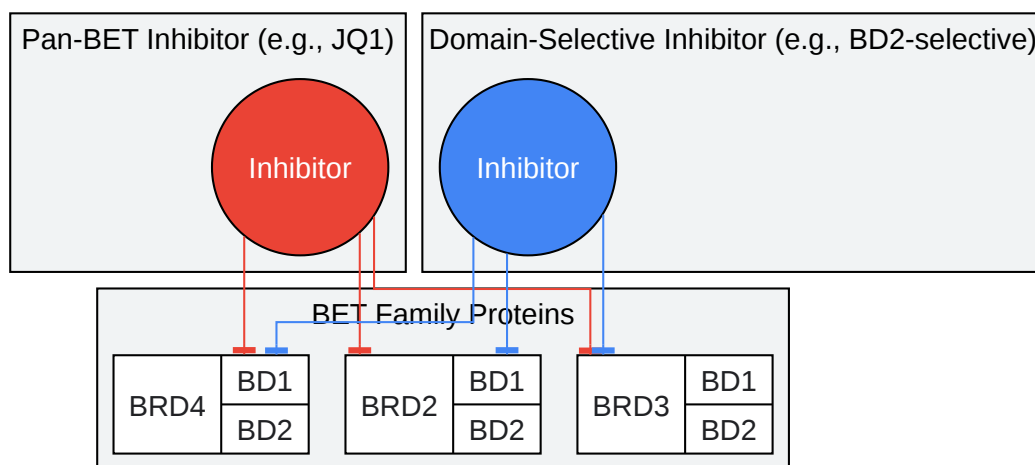 Pan-BET Inhibitor (e.g., JQ1)
Domain-Selective Inhibitor (e.g., BD2-selective)
Inhibitor
Inhibitor
BET Family Proteins
BRD4
BD1
BD2
BRD2
BD1
BD2
BRD3
BD1
BD2